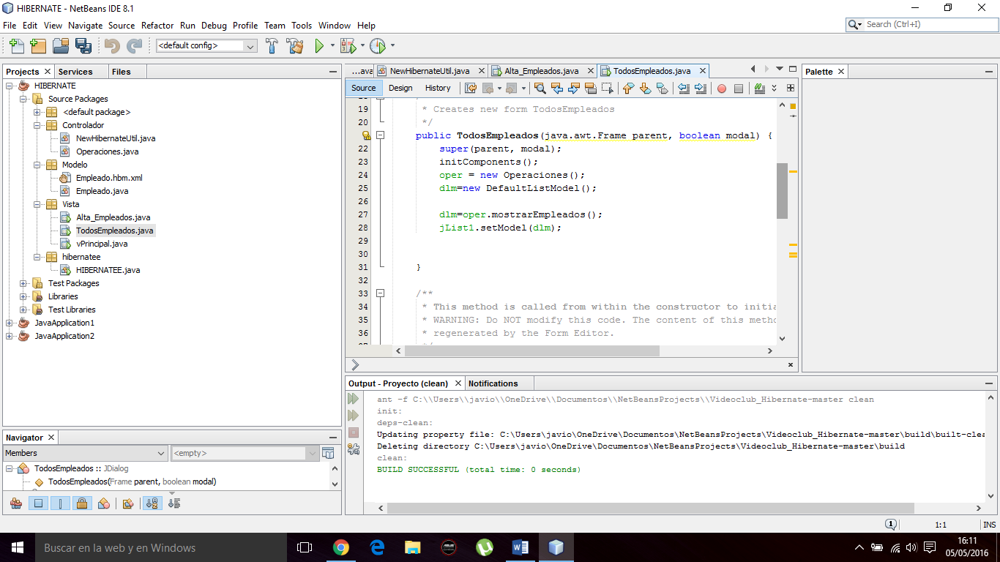 HIBERNATE - NetBeans IDE 8.1
File Edit View Navigate Source Refactor Run Debug Profile Team Tools Window Help
Search (Ctrl+I)
<default config>
Projects Services Files
HIBERNATE
Source Packages
<default package>
Controlador
NewHibernateUtil.java
Operaciones.java
Modelo
Empleado.hbm.xml
Empleado.java
Vista
Alta_Empleados.java
TodosEmpleados.java
vPrincipal.java
hibernatee
HIBERNATEE.java
Test Packages
Libraries
Test Libraries
JavaApplication1
JavaApplication2
Navigator
Members <empty>
TodosEmpleados :: JDialog
TodosEmpleados(Frame parent, boolean modal)
...ava NewHibernateUtil.java Alta_Empleados.java TodosEmpleados.java
Source Design History
19 * Creates new form TodosEmpleados
20 */
public TodosEmpleados(java.awt.Frame parent, boolean modal) {
22 super(parent, modal);
23 initComponents();
24 oper = new Operaciones();
25 dlm=new DefaultListModel();
26
27 dlm=oper.mostrarEmpleados();
28 jList1.setModel(dlm);
29
30
31 }
32
33 /**
34 * This method is called from within the constructor to initia
35 * WARNING: Do NOT modify this code. The content of this metho
36 * regenerated by the Form Editor.
Palette
Output - Proyecto (clean) Notifications
ant -f C:\\Users\\javio\\OneDrive\\Documentos\\NetBeansProjects\\Videoclub_Hibernate-master clean
init:
deps-clean:
Updating property file: C:\Users\javio\OneDrive\Documentos\NetBeansProjects\Videoclub_Hibernate-master\build\built-clea
Deleting directory C:\Users\javio\OneDrive\Documentos\NetBeansProjects\Videoclub_Hibernate-master\build
clean:
BUILD SUCCESSFUL (total time: 0 seconds)
1 1:1 INS
Buscar en la web y en Windows
16:11
05/05/2016